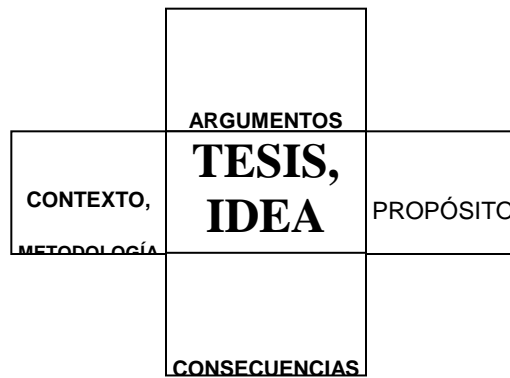 ARGUMENTOS
TESIS,
IDEA
CONTEXTO,
METODOLOGÍA
PROPÓSITO
CONSECUENCIAS